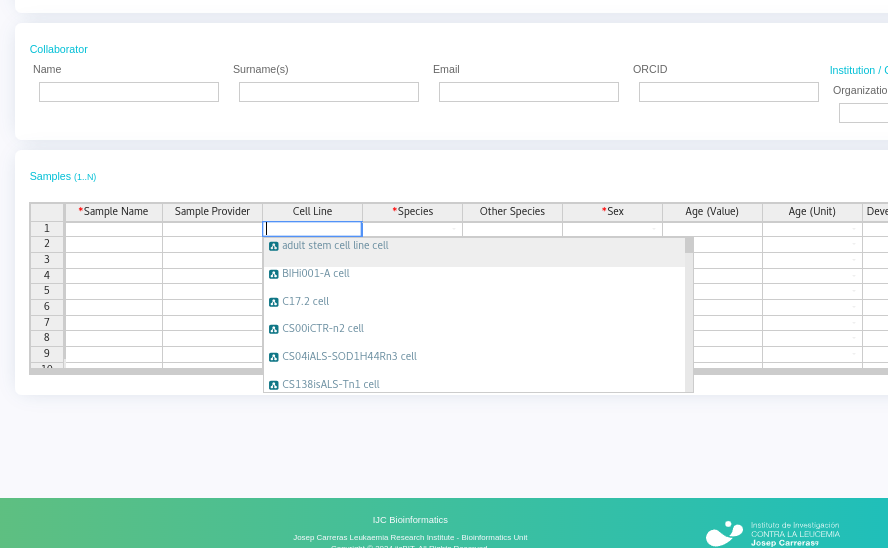 Collaborator
Name Surname(s) Email ORCID Institution /
Organizatio
Samples (1..N)
*Sample Name Sample Provider Cell Line *Species Other Species *Sex Age (Value) Age (Unit) Deve
1
2
3
4
5
6
7
8
9
10
adult stem cell line cell
BIHi001-A cell
C17.2 cell
CS00iCTR-n2 cell
CS04iALS-SOD1H44Rn3 cell
CS138isALS-Tn1 cell
IJC Bioinformatics
Josep Carreras Leukaemia Research Institute - Bioinformatics Unit
Institut de Investigación
CONTRA LA LEUCEMIA
Josep Carreras